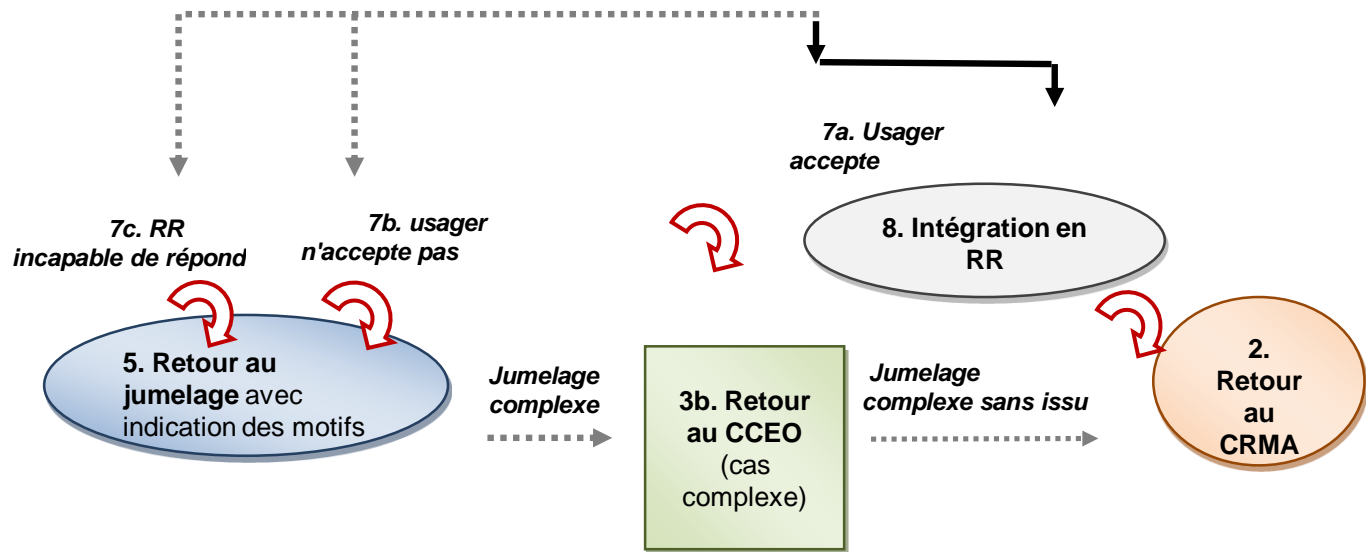 7a. Usager
accepte
7c. RR
incapable de répond
7b. usager
n'accepte pas
8. Intégration en
RR
5. Retour au
jumelage avec
indication des motifs
Jumelage
complexe
3b. Retour
au CCEO
(cas
complexe)
Jumelage
complexe sans issu
2.
Retour
au
CRMA